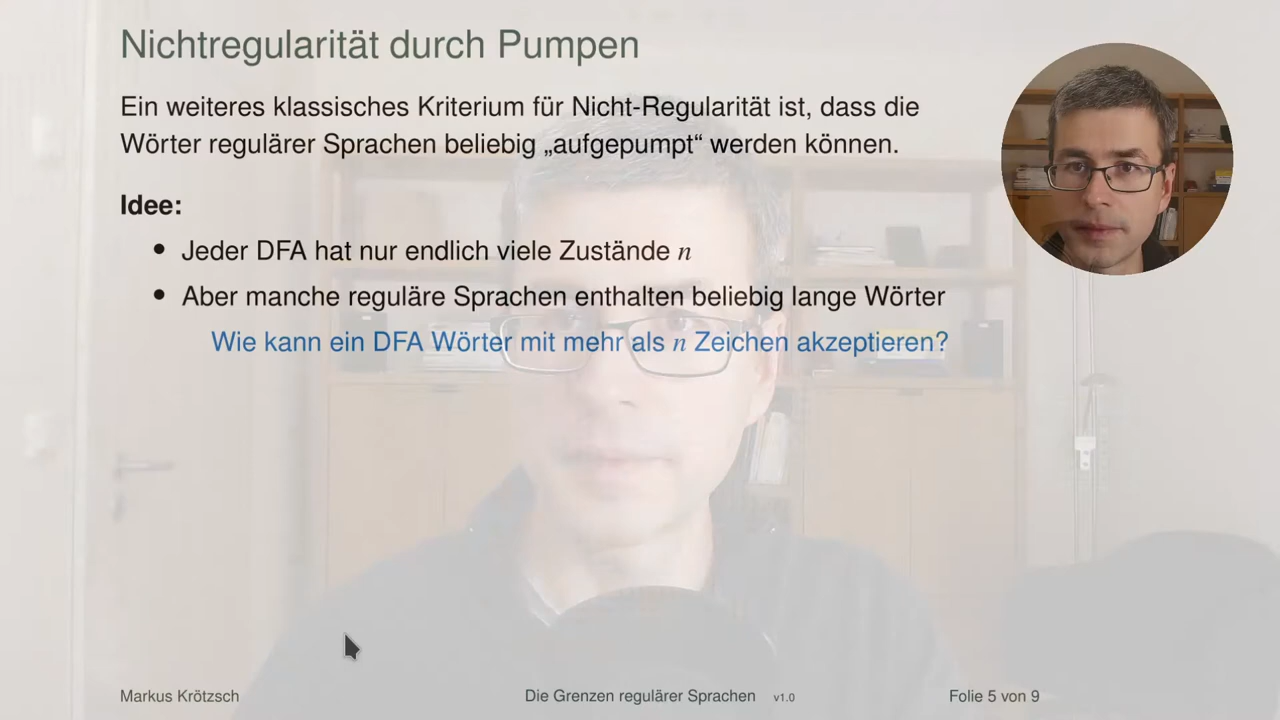 Nichtregularität durch Pumpen
Ein weiteres klassisches Kriterium für Nicht-Regularität ist, dass die
Wörter regulärer Sprachen beliebig „aufgepumpt“ werden können.
Idee:
• Jeder DFA hat nur endlich viele Zustände n
• Aber manche reguläre Sprachen enthalten beliebig lange Wörter
Wie kann ein DFA Wörter mit mehr als n Zeichen akzeptieren?
Markus Krötzsch
Die Grenzen regulärer Sprachen v1.0
Folie 5 von 9